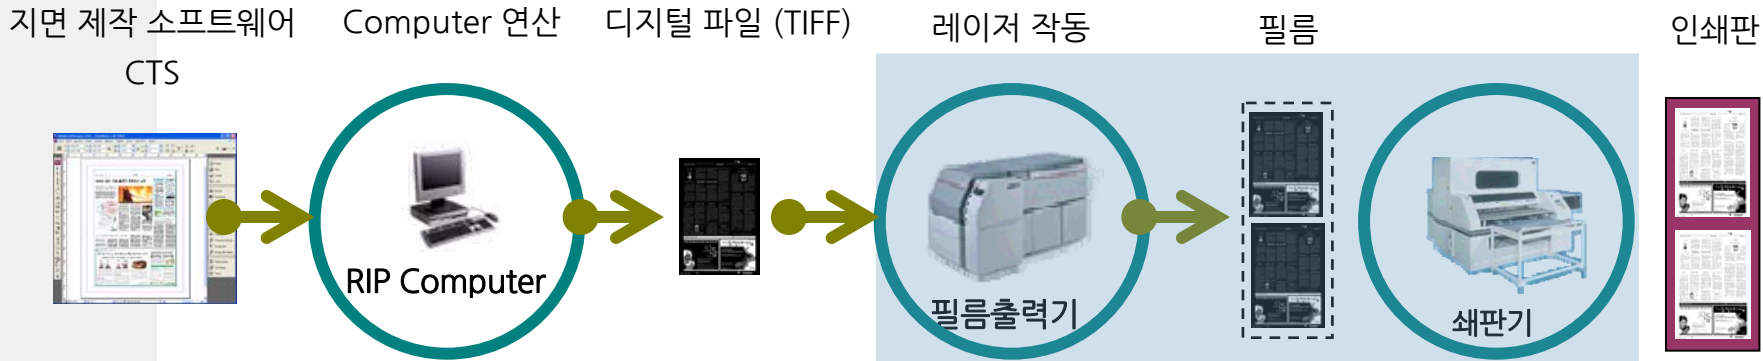 지면 제작 소프트웨어
CTS
Computer 연산
디지털 파일 (TIFF)
레이저 작동
필름
인쇄판
RIP Computer
필름출력기
쇄판기